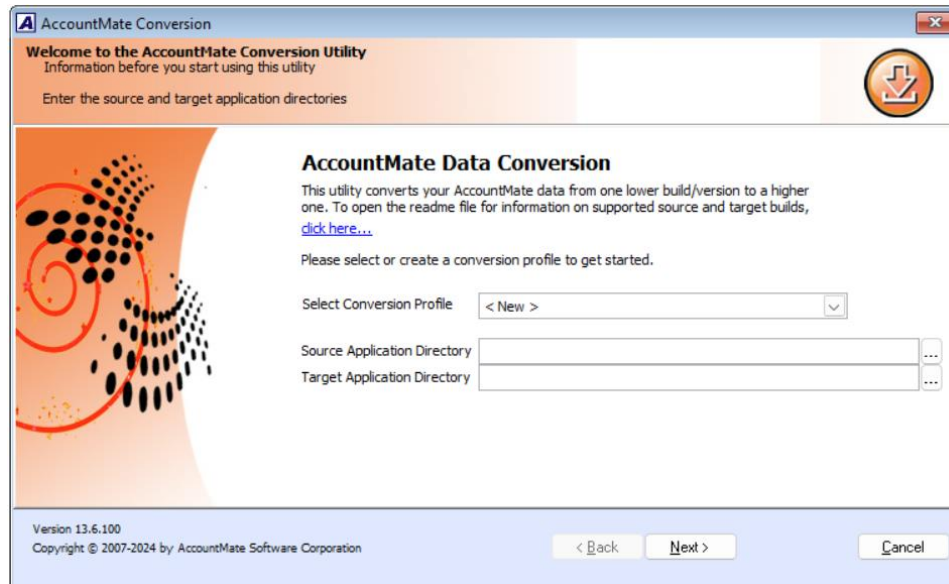 A AccountMate Conversion
Welcome to the AccountMate Conversion Utility
Information before you start using this utility
Enter the source and target application directories
AccountMate Data Conversion
This utility converts your AccountMate data from one lower build/version to a higher
one. To open the readme file for information on supported source and target builds,
click here...
Please select or create a conversion profile to get started.
Select Conversion Profile < New >
Source Application Directory ...
Target Application Directory ...
Version 13.6.100
Copyright © 2007-2024 by AccountMate Software Corporation
< Back Next > Cancel